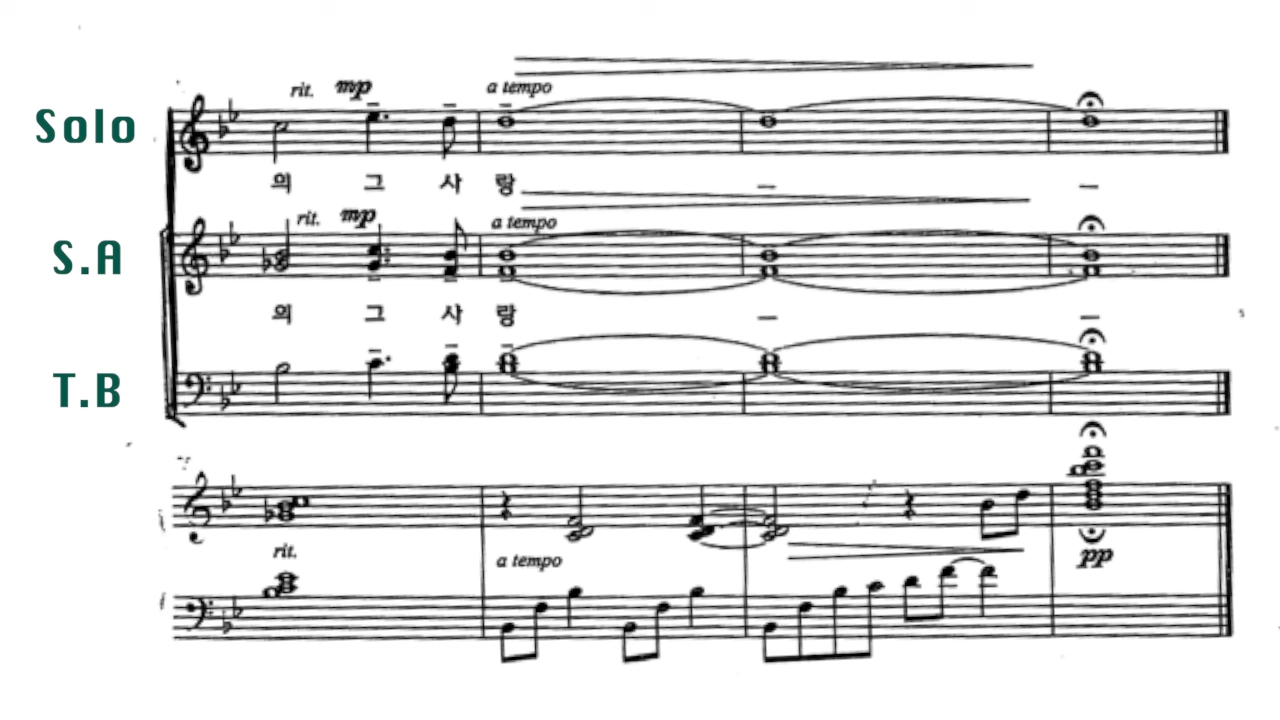 rit. mp a tempo
Solo
의 그 사 랑 — —
rit. mp a tempo
S.A
의 그 사 랑 — —
T.B
rit. a tempo pp